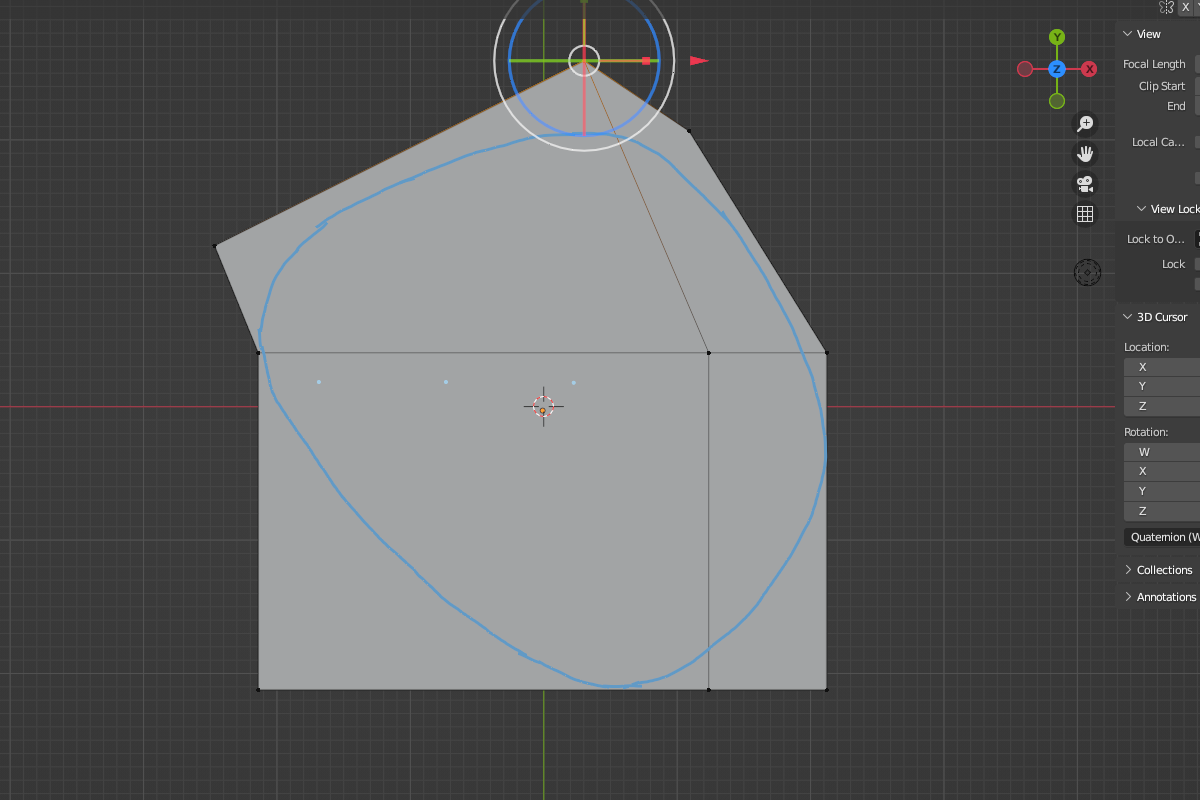 X
Y
Z
X
View
Focal Length
Clip Start
End
Local Ca...
View Lock
Lock to O...
Lock
3D Cursor
Location:
X
Y
Z
Rotation:
W
X
Y
Z
Quaternion (W
Collections
Annotations